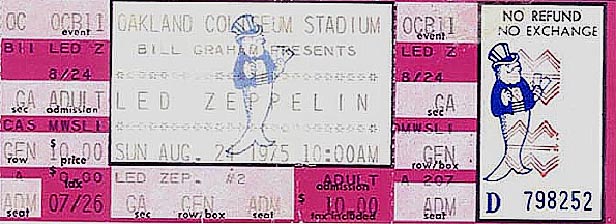 OC OCB11 OAKLAND COLISEUM STADIUM OCB11 NO REFUND
event event NO EXCHANGE
B11 LED Z BILL GRAHAM PRESENTS LED Z
8/24 8/24
GA ADULT LED ZEPPELIN GA
sec admission sec
CAS MWSL1 MWSL1
GEN 10.00 SUN AUG. 24 1975 10:00AM GEN
row $ price row/box
A $ 0.00 LED ZEP. #2 ADULT A 207
tax admission
ADM 07/26 GA GEN ADM $ 10.00 ADM D 798252
seat sec row/box seat tax included seat